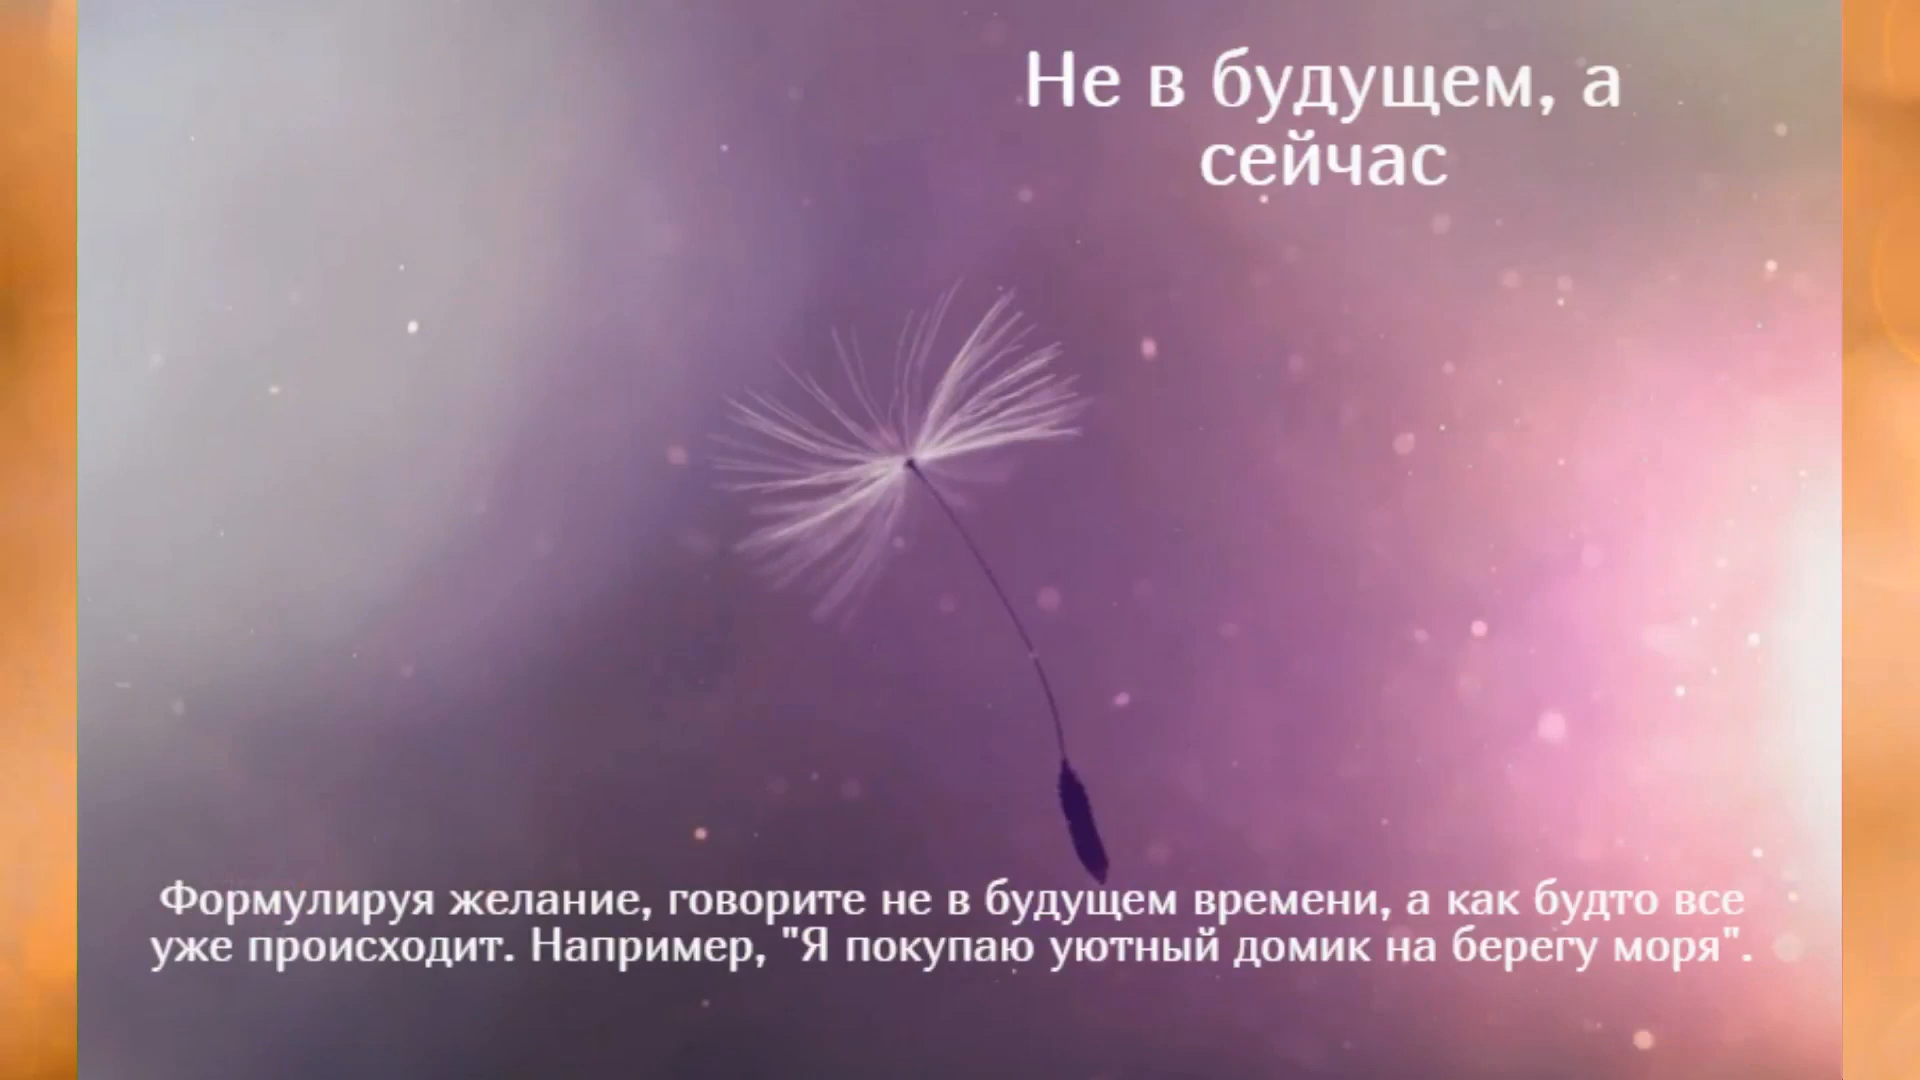 Не в будущем, а
сейчас
Формулируя желание, говорите не в будущем времени, а как будто все
уже происходит. Например, "Я покупаю уютный домик на берегу моря".